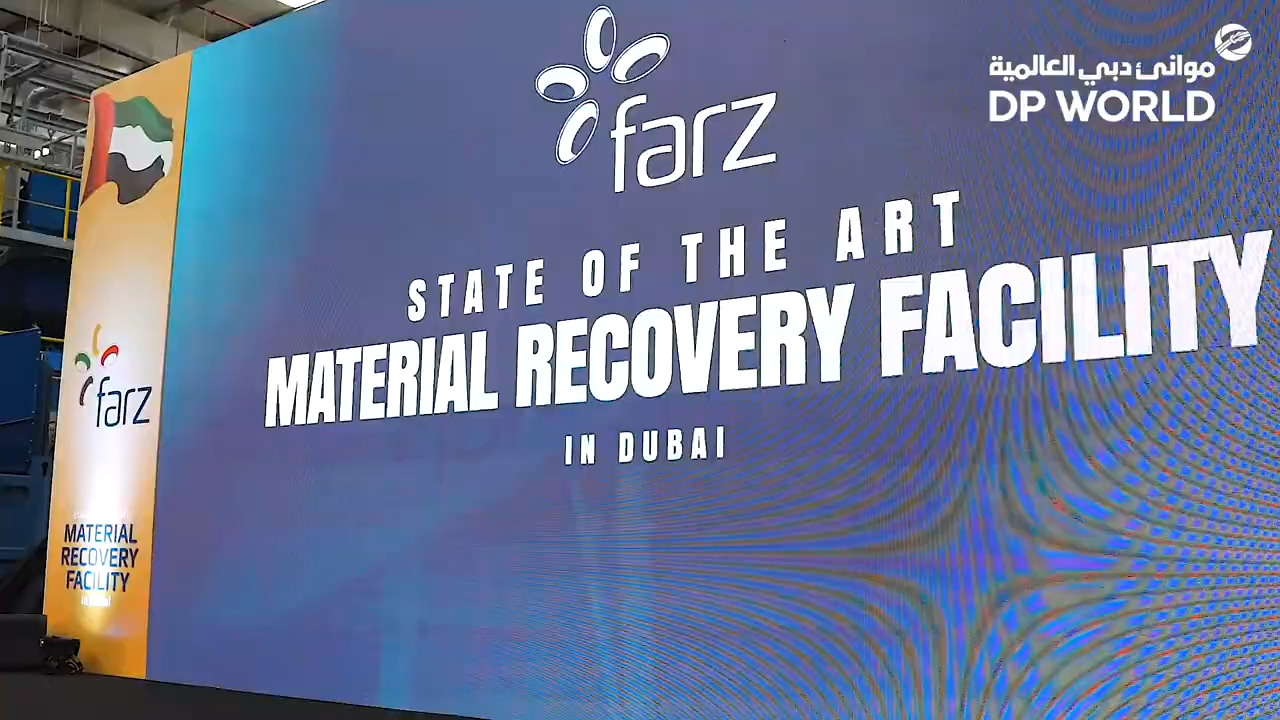 موانئ دبي العالمية
DP WORLD
farz
STATE OF THE ART
MATERIAL RECOVERY FACILITY
IN DUBAI
farz
MATERIAL
RECOVERY
FACILITY